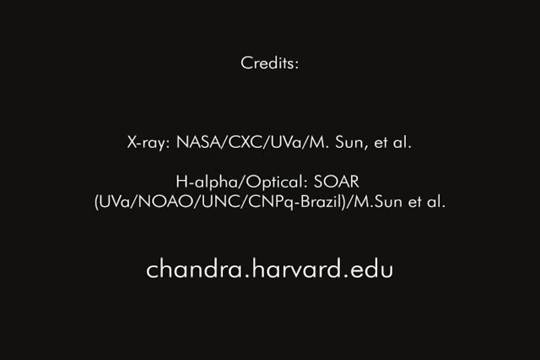 Credits:
X-ray: NASA/CXC/UVa/M. Sun, et al.
H-alpha/Optical: SOAR
(UVa/NOAO/UNC/CNPq-Brazil)/M.Sun et al.
chandra.harvard.edu